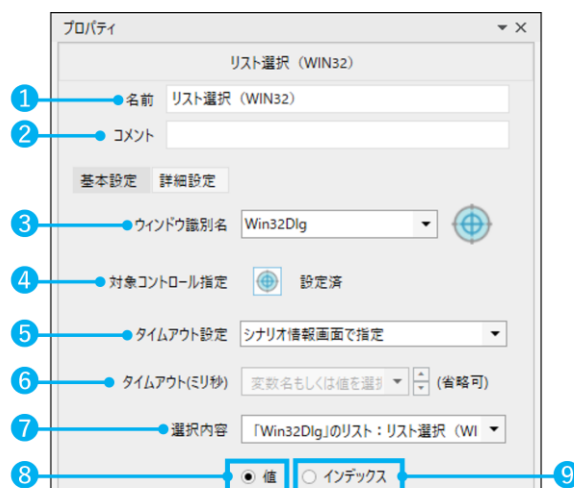 プロパティ
リスト選択（WIN32）
1 名前 リスト選択（WIN32）
2 コメント
基本設定 詳細設定
3 ウィンドウ識別名 Win32Dlg
4 対象コントロール指定 設定済
5 タイムアウト設定 シナリオ情報画面で指定
6 タイムアウト(ミリ秒) 変数名もしくは値を選 (省略可)
7 選択内容 「Win32Dlg」のリスト：リスト選択（WI
8 値 インデックス 9